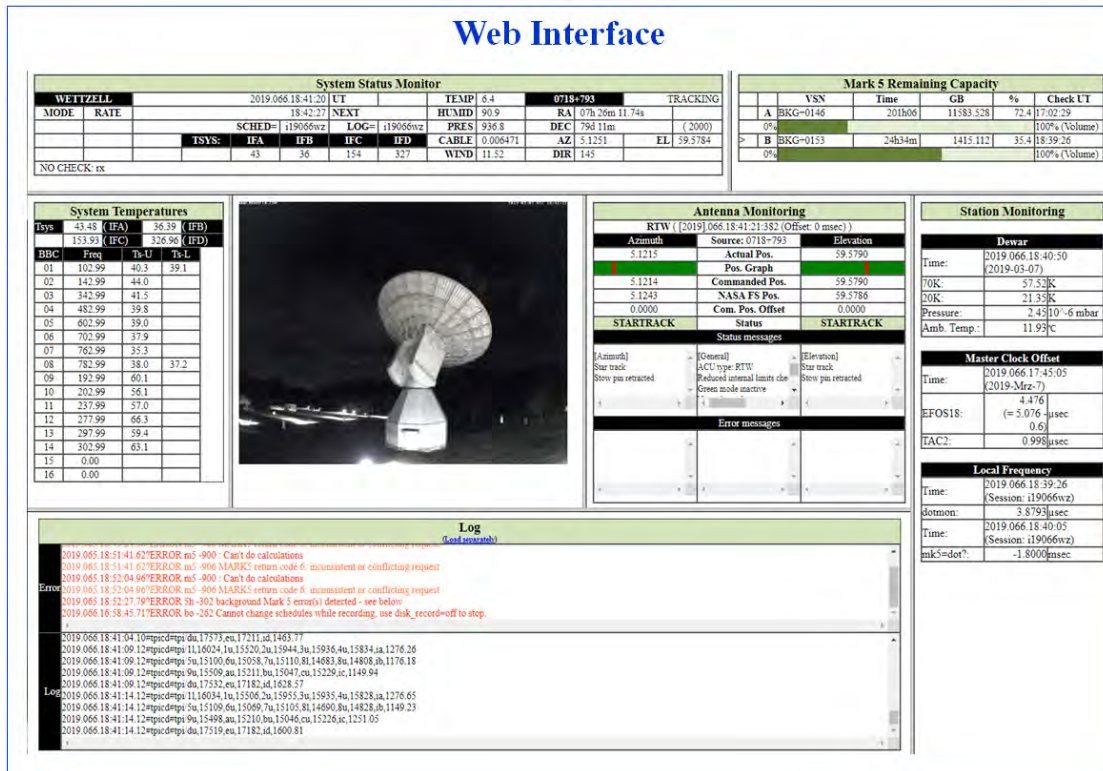 Web Interface
System Status Monitor
WETTZELL 2019.066.18:41:20 UT TEMP 6.4 0718+793 TRACKING
MODE RATE 18:42:27 NEXT HUMID 90.9 RA 07h 26m 11.74s
SCHED= i19066wz LOG= i19066wz PRES 936.8 DEC 79d 11m (2000)
TSYS: IFA IFB IFC IFD CABLE 0.006471 AZ 5.1251 EL 59.5784
43 36 154 327 WIND 11.52 DIR 145
NO CHECK: rx
Mark 5 Remaining Capacity
VSN Time GB % Check UT
A BKG=0146 201h06 11583.528 72.4 17:02:29
0% 100% (Volume)
> B BKG=0153 24h34m 1415.112 35.4 18:39:26
0% 100% (Volume)
System Temperatures
Tsys 43.48 (IFA) 36.39 (IFB)
153.93 (IFC) 326.96 (IFD)
BBC Freq Ts-U Ts-L
01 102.99 40.3 39.1
02 142.99 44.0
03 342.99 41.5
04 482.99 39.8
05 602.99 39.0
06 702.99 37.9
07 762.99 35.3
08 782.99 38.0 37.2
09 192.99 60.1
10 202.99 56.1
11 237.99 57.0
12 277.99 66.3
13 297.99 59.4
14 302.99 63.1
15 0.00
16 0.00
Antenna Monitoring
RTW ( [2019].066.18:41:21:382 (Offset: 0 msec) )
Azimuth Source: 0718+793 Elevation
5.1215 Actual Pos. 59.5790
Pos. Graph
5.1214 Commanded Pos. 59.5790
5.1243 NASA FS Pos. 59.5786
0.0000 Com. Pos. Offset 0.0000
STARTRACK Status STARTRACK
Status messages
[Azimuth] [General] [Elevation]
Star track ACU type: RTW Star track
Stow pin retracted Reduced internal limits che Stow pin retracted
Green mode inactive
Error messages
Station Monitoring
Dewar
Time: 2019.066.18:40:50
(2019-03-07)
70K: 57.52 K
20K: 21.35 K
Pressure: 2.45 10^-6 mbar
Amb. Temp.: 11.93 °C
Master Clock Offset
Time: 2019.066.17:45:05
(2019-Mrz-7)
EFOS18: 4.476
(= 5.076 - µsec
0.6)
TAC2: 0.998 µsec
Local Frequency
Time: 2019.066.18:39:26
(Session: i19066wz)
dotmon: 3.8793 µsec
Time: 2019.066.18:40:05
(Session: i19066wz)
mk5=dot?: -1.8000 msec
Log
(Load separately)
Error
2019.065.18:51:41.62?ERROR m5 -900 : Can't do calculations
2019.065.18:51:41.62?ERROR m5 -906 MARK5 return code 6: inconsistent or conflicting request
2019.065.18:52:04.96?ERROR m5 -900 : Can't do calculations
2019.065.18:52:04.96?ERROR m5 -906 MARK5 return code 6: inconsistent or conflicting request
2019.065.18:52:27.79?ERROR 5h -302 background Mark 5 error(s) detected - see below
2019.066.16:58:45.71?ERROR bo -262 Cannot change schedules while recording, use disk_record=off to stop.
Log
2019.066.18:41:04.10#tpicd#tpi/du,17573,eu,17211,id,1463.77
2019.066.18:41:09.12#tpicd#tpi/1l,16024,1u,15520,2u,15944,3u,15936,4u,15834,ia,1276.26
2019.066.18:41:09.12#tpicd#tpi/5u,15100,6u,15058,7u,15110,8l,14683,8u,14808,ib,1176.18
2019.066.18:41:09.12#tpicd#tpi/9u,15509,au,15211,bu,15047,cu,15229,ic,1149.94
2019.066.18:41:09.12#tpicd#tpi/du,17532,eu,17182,id,1628.57
2019.066.18:41:14.12#tpicd#tpi/1l,16034,1u,15506,2u,15955,3u,15935,4u,15828,ia,1276.65
2019.066.18:41:14.12#tpicd#tpi/5u,15109,6u,15069,7u,15105,8l,14690,8u,14828,ib,1149.23
2019.066.18:41:14.12#tpicd#tpi/9u,15498,au,15210,bu,15046,cu,15226,ic,1251.05
2019.066.18:41:14.12#tpicd#tpi/du,17519,eu,17182,id,1600.81